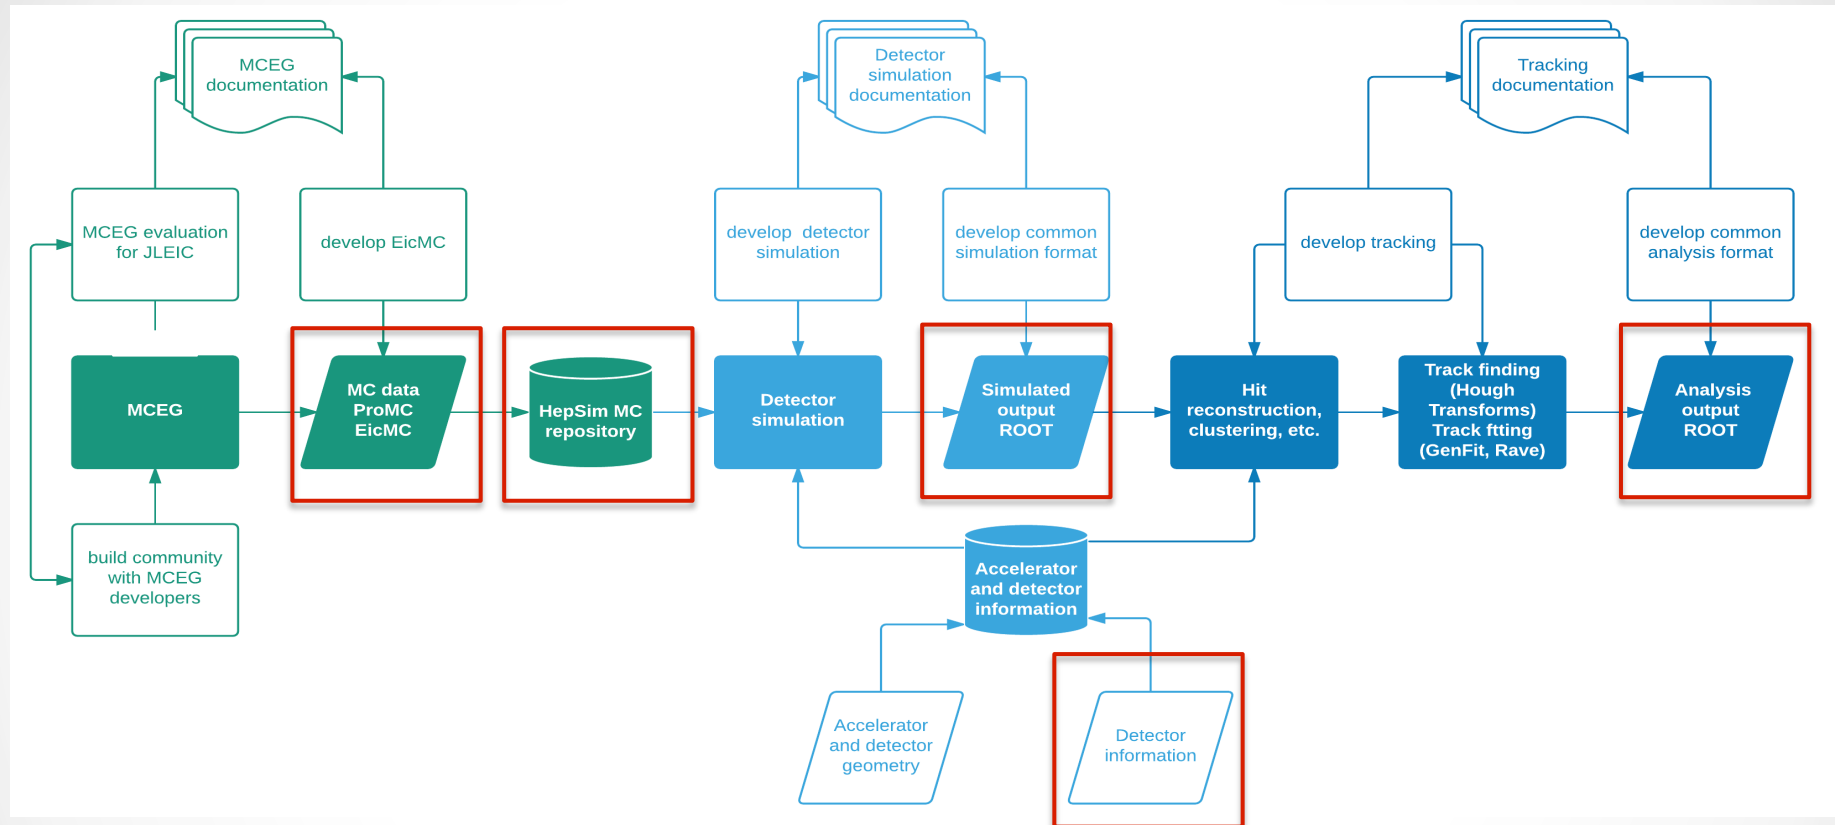 MCEG
documentation
Detector
simulation
documentation
Tracking
documentation
MCEG evaluation
for JLEIC
develop EicMC
develop  detector
simulation
develop common
simulation format
develop tracking
develop common
analysis format
MCEG
MC data
ProMC
EicMC
HepSim MC
repository
Detector
simulation
Simulated
output
ROOT
Hit
reconstruction,
clustering, etc.
Track finding
(Hough
Transforms)
Track ftting
(GenFit, Rave)
Analysis
output
ROOT
build community
with MCEG
developers
Accelerator
and detector
information
Accelerator
and detector
geometry
Detector
information